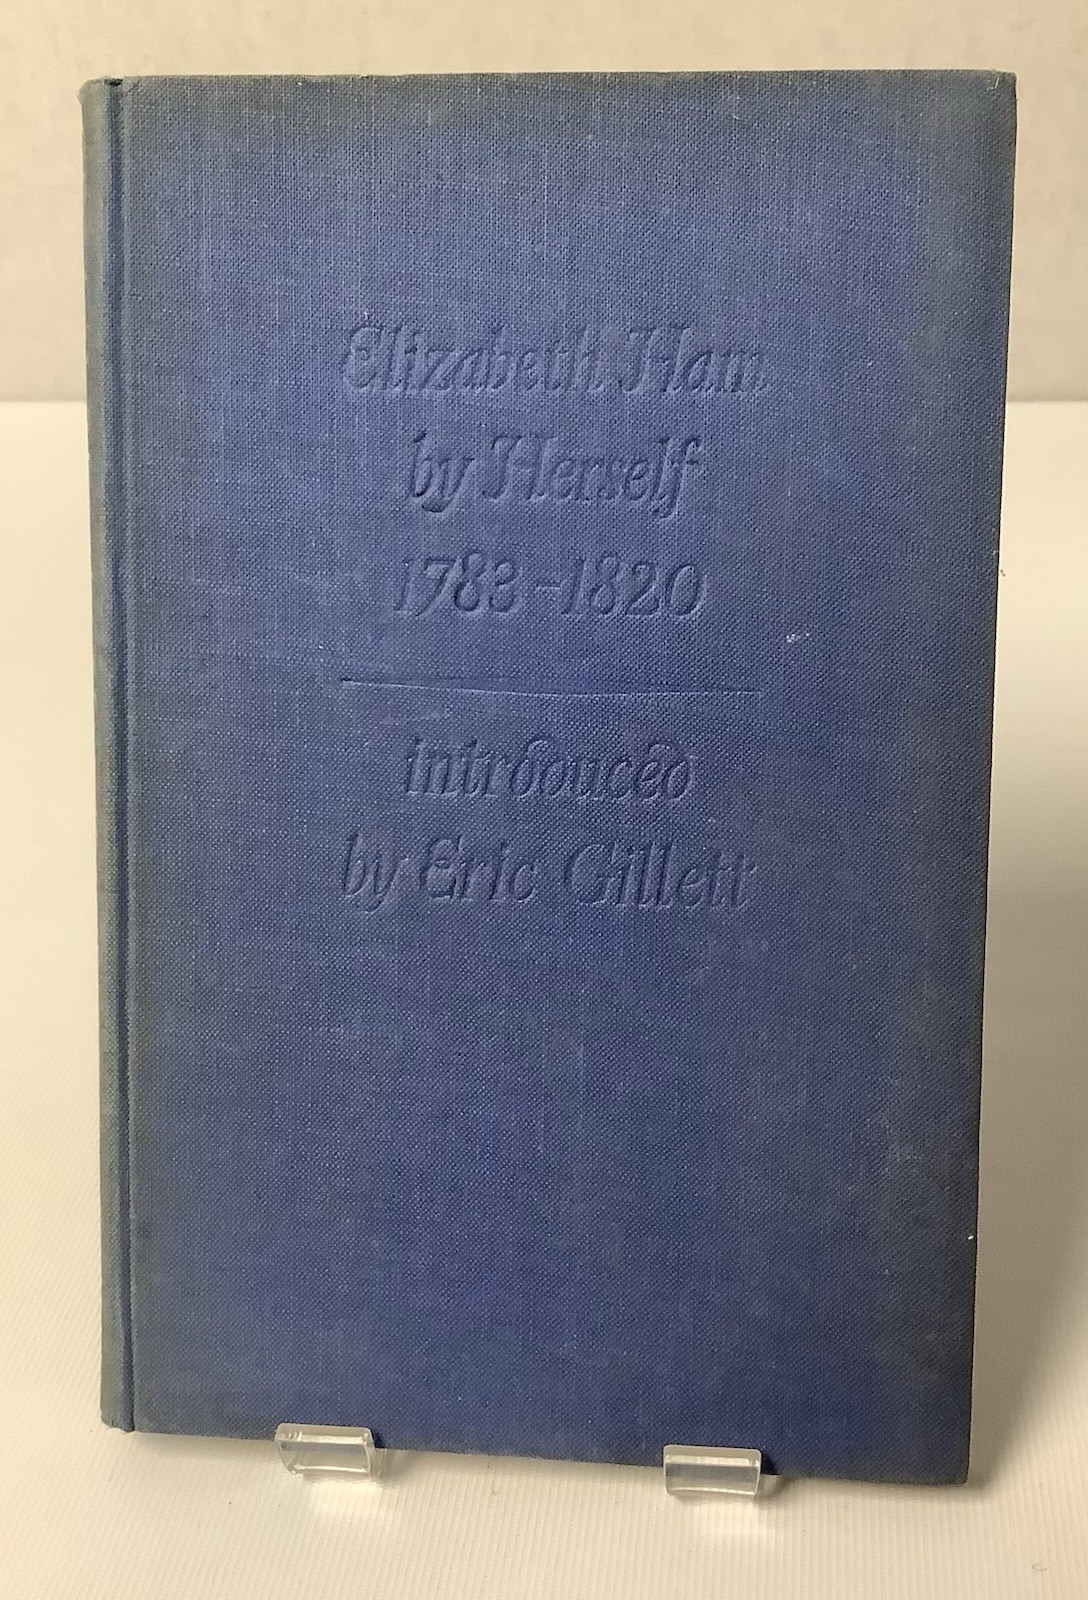 Elizabeth Ham
by Herself
1783-1820
introduced
by Eric Gillett